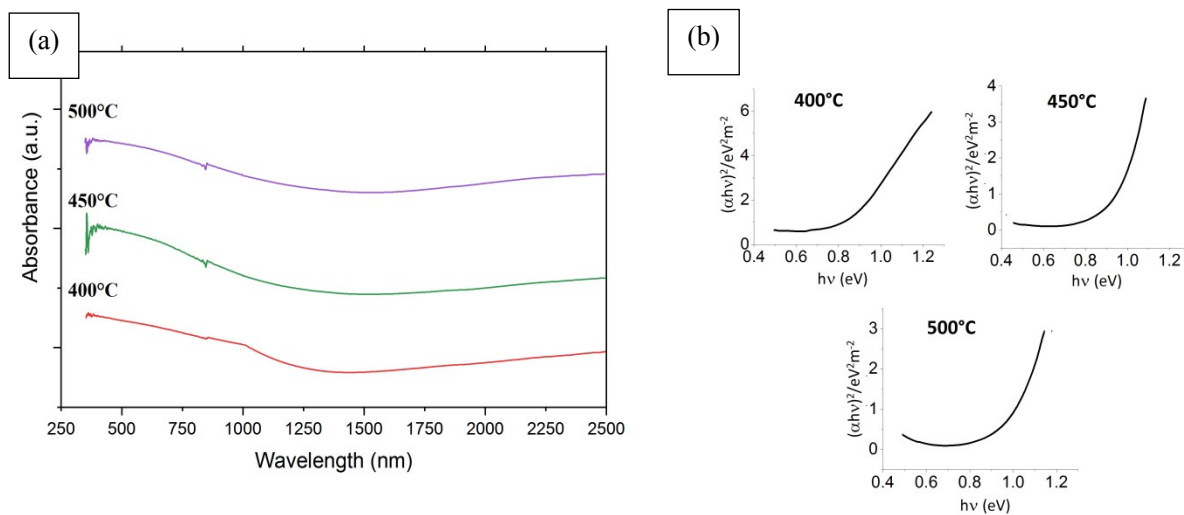 (a)
500°C
450°C
400°C
Absorbance (a.u.)
250 500 750 1000 1250 1500 1750 2000 2250 2500
Wavelength (nm)
(b)
400°C
(αhν)²/eV²m⁻²
6
4
2
0
0.4 0.6 0.8 1.0 1.2
hν (eV)
450°C
(αhν)²/eV²m⁻²
4
3
2
1
0
0.4 0.6 0.8 1.0 1.2
hν (eV)
500°C
(αhν)²/eV²m⁻²
3
2
1
0
0.4 0.6 0.8 1.0 1.2
hν (eV)